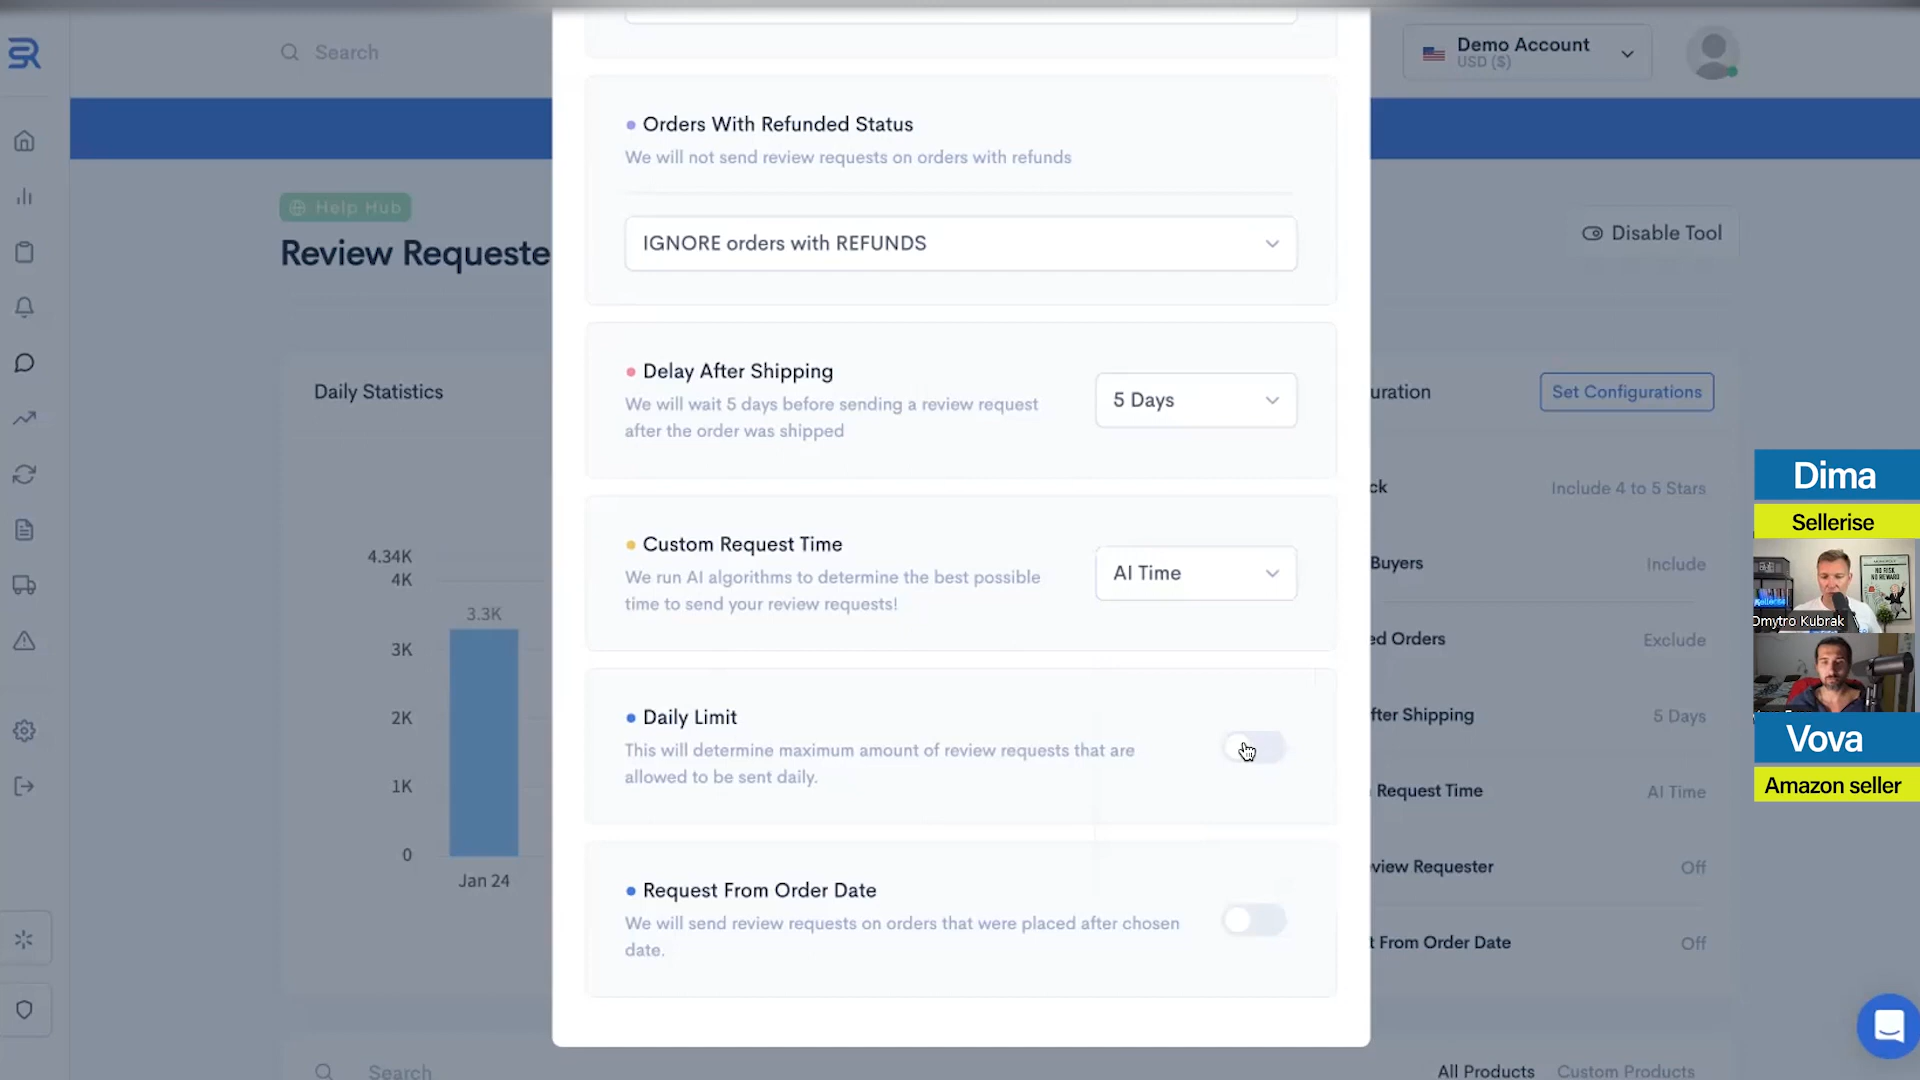 Search
Demo Account
USD ($)
Help Hub
Review Requeste
Disable Tool
Orders With Refunded Status
We will not send review requests on orders with refunds
IGNORE orders with REFUNDS
Delay After Shipping
We will wait 5 days before sending a review request
after the order was shipped
5 Days
Custom Request Time
We run AI algorithms to determine the best possible
time to send your review requests!
AI Time
Daily Limit
This will determine maximum amount of review requests that are
allowed to be sent daily.
Request From Order Date
We will send review requests on orders that were placed after chosen
date.
Daily Statistics
4.34K
4K
3.3K
3K
2K
1K
0
Jan 24
uration
Set Configurations
ck
Include 4 to 5 Stars
Buyers
Include
ed Orders
Exclude
fter Shipping
5 Days
Request Time
AI Time
view Requester
Off
t From Order Date
Off
Search
All Products
Custom Products
Dima
Sellerise
NO RISK
NO REWARD
Dmytro Kubrak
Vova
Amazon seller